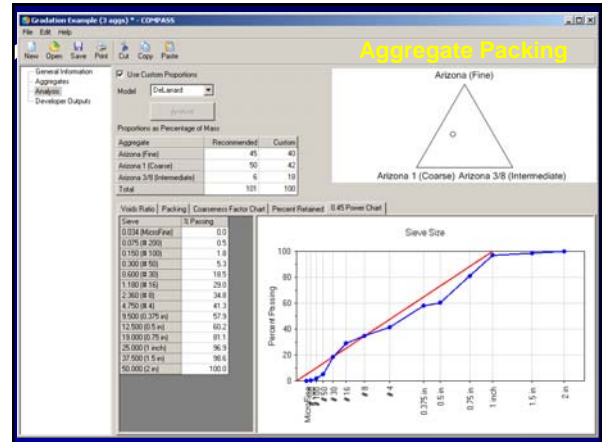 Gradation Example (3 aggs) * - COMPASS
File Edit Help
New Open Save Print Cut Copy Paste
Aggregate Packing
General Information
Aggregates
Analysis
Developer Outputs
Use Custom Proportions
Model DeLarrard
Analyze
Proportions as Percentage of Mass
Aggregate Recommended Custom
Arizona (Fine) 45 40
Arizona 1 (Coarse) 50 42
Arizona 3/8 (Intermediate) 6 18
Total 101 100
Arizona (Fine)
Arizona 1 (Coarse) Arizona 3/8 (Intermediate)
Voids Ratio Packing Coarseness Factor Chart Percent Retained 0.45 Power Chart
Sieve % Passing
0.034 (MicroFine) 0.0
0.075 (# 200) 0.5
0.150 (# 100) 1.8
0.300 (# 50) 5.3
0.600 (# 30) 18.5
1.180 (# 16) 29.0
2.360 (# 8) 34.8
4.750 (# 4) 41.3
9.500 (0.375 in) 57.9
12.500 (0.5 in) 60.2
19.000 (0.75 in) 81.1
25.000 (1 inch) 96.9
37.500 (1.5 in) 98.6
50.000 (2 in) 100.0
Sieve Size
Percent Passing
100
80
60
40
20
0
MicroFine # 100 # 50 # 30 # 16 # 8 # 4 0.375 in 0.5 in 0.75 in 1 inch 1.5 in 2 in